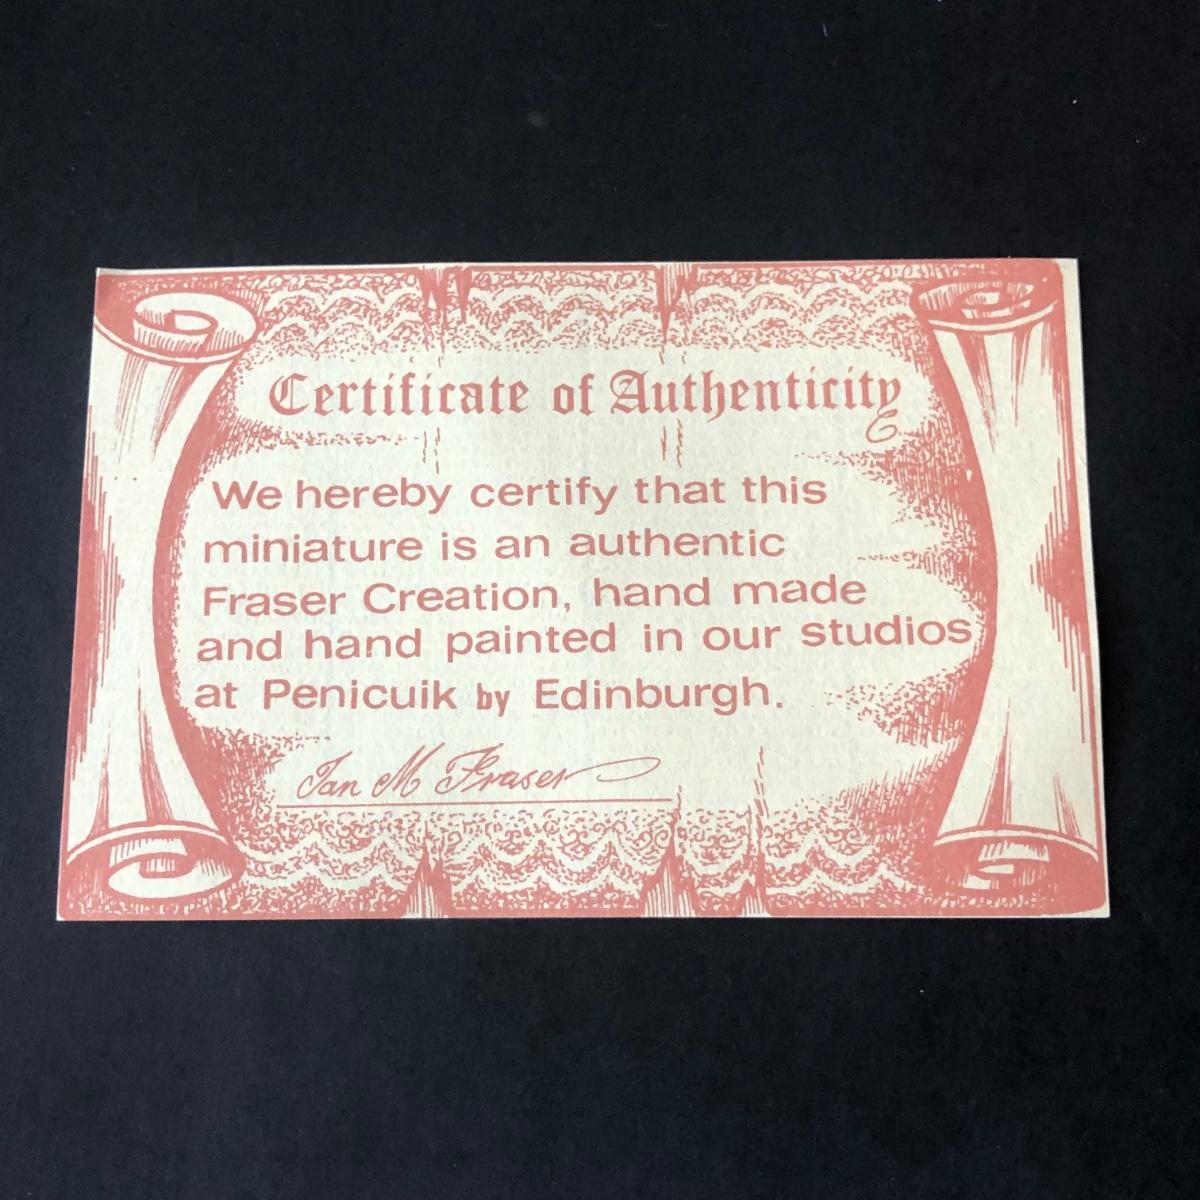 Certificate of Authenticity
We hereby certify that this
miniature is an authentic
Fraser Creation, hand made
and hand painted in our studios
at Penicuik by Edinburgh.
Ian M Fraser